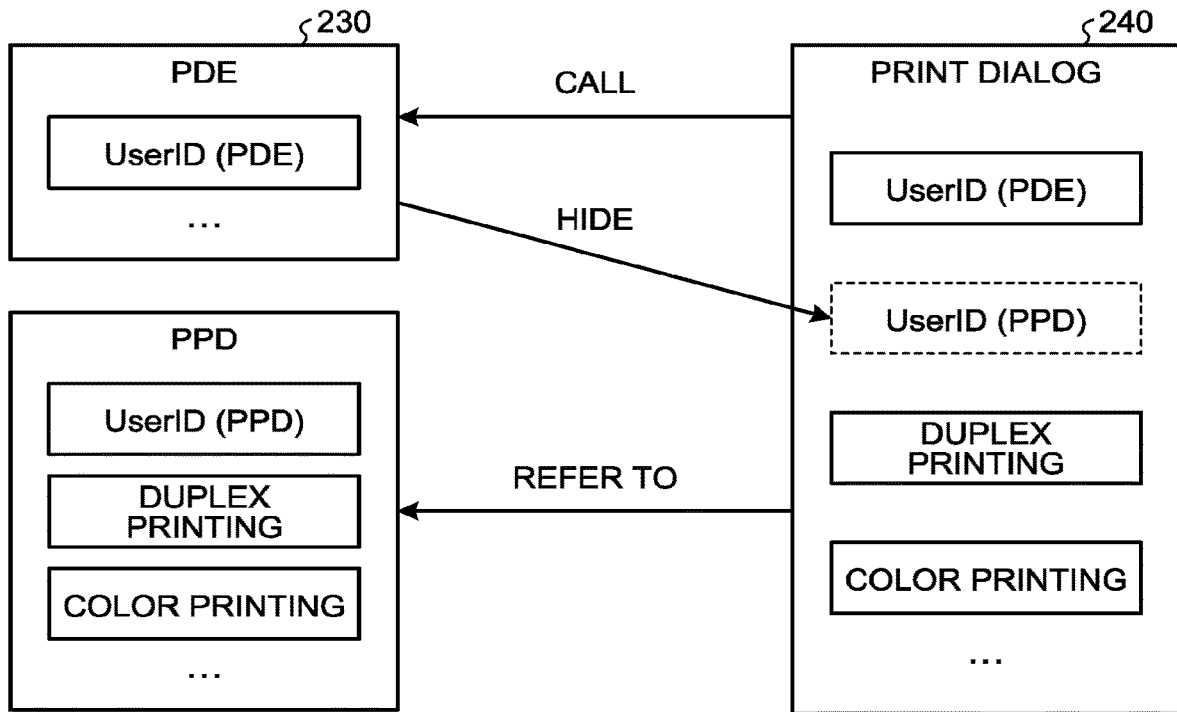 230
PDE
UserID (PDE)
...
PPD
UserID (PPD)
DUPLEX
PRINTING
COLOR PRINTING
...
CALL
HIDE
REFER TO
240
PRINT DIALOG
UserID (PDE)
UserID (PPD)
DUPLEX
PRINTING
COLOR PRINTING
...